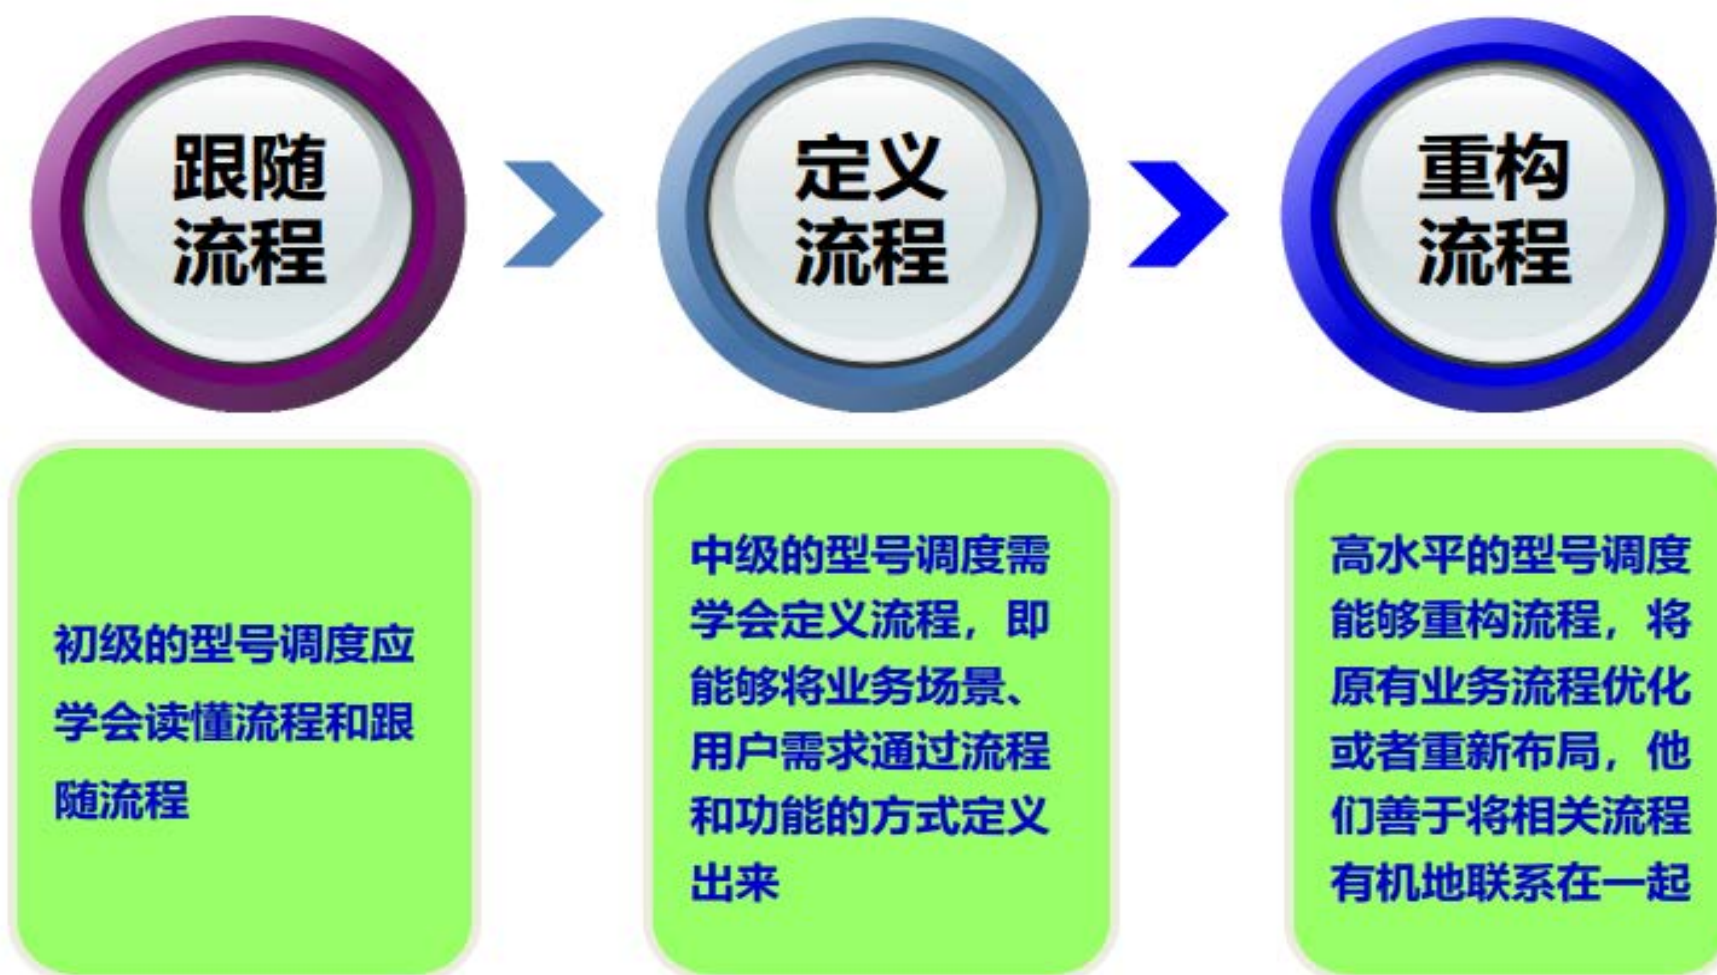 跟随
流程
定义
流程
重构
流程
初级的型号调度应
学会读懂流程和跟
随流程
中级的型号调度需
学会定义流程，即
能够将业务场景、
用户需求通过流程
和功能的方式定义
出来
高水平的型号调度
能够重构流程，将
原有业务流程优化
或者重新布局，他
们善于将相关流程
有机地联系在一起